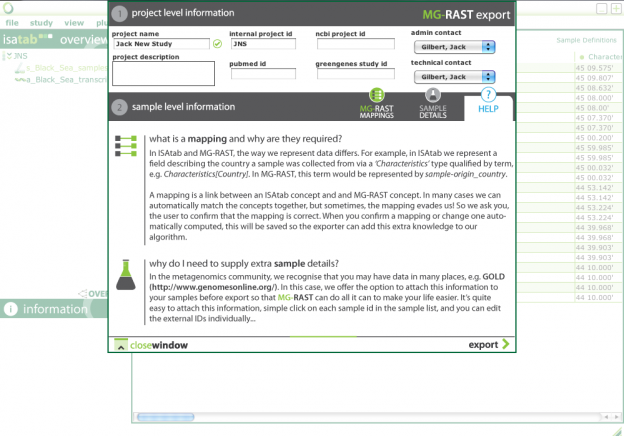 1 project level information MG-RAST export
file study view plu
project name internal project id ncbi project id admin contact
Jack New Study JNS Gilbert, Jack
project description pubmed id greengenes study id technical contact
Gilbert, Jack
isatab overview
Sample Definitions
JNS
Character
s_Black_Sea_samples
a_Black_Sea_transcri
2 sample level information MG-RAST MAPPINGS SAMPLE DETAILS ? HELP
what is a mapping and why are they required?
In ISAtab and MG-RAST, the way we represent data differs. For example, in ISAtab we represent a
field describing the country a sample was collected from via a 'Characteristics' type qualified by term,
e.g. Characteristics[Country]. In MG-RAST, this term would be represented by sample-origin_country.
A mapping is a link between an ISAtab concept and and MG-RAST concept. In many cases we can
automatically match the concepts together, but sometimes, the mapping evades us! So we ask you,
the user to confirm that the mapping is correct. When you confirm a mapping or change one auto-
matically computed, this will be saved so the exporter can add this extra knowledge to our
algorithm.
why do I need to supply extra sample details?
In the metagenomics community, we recognise that you may have data in many places, e.g. GOLD
(http://www.genomesonline.org/). In this case, we offer the option to attach this information to
your samples before export so that MG-RAST can do all it can to make your life easier. It's quite
easy to attach this information, simple click on each sample id in the sample list, and you can edit
the external IDs individually...
45 09.575'
45 09.807'
45 08.632'
45 08.000'
45 08.00'
45 07.370'
45 07.370'
45 00.200'
45 59.985'
45 59.985'
45 00.032'
45 00.032'
44 53.142'
44 53.142'
44 53.224'
44 53.224'
44 39.968'
44 39.968'
44 39.903'
44 39.903'
44 10.000'
44 10.000'
44 10.000'
44 10.000'
OVER
i information
closewindow export